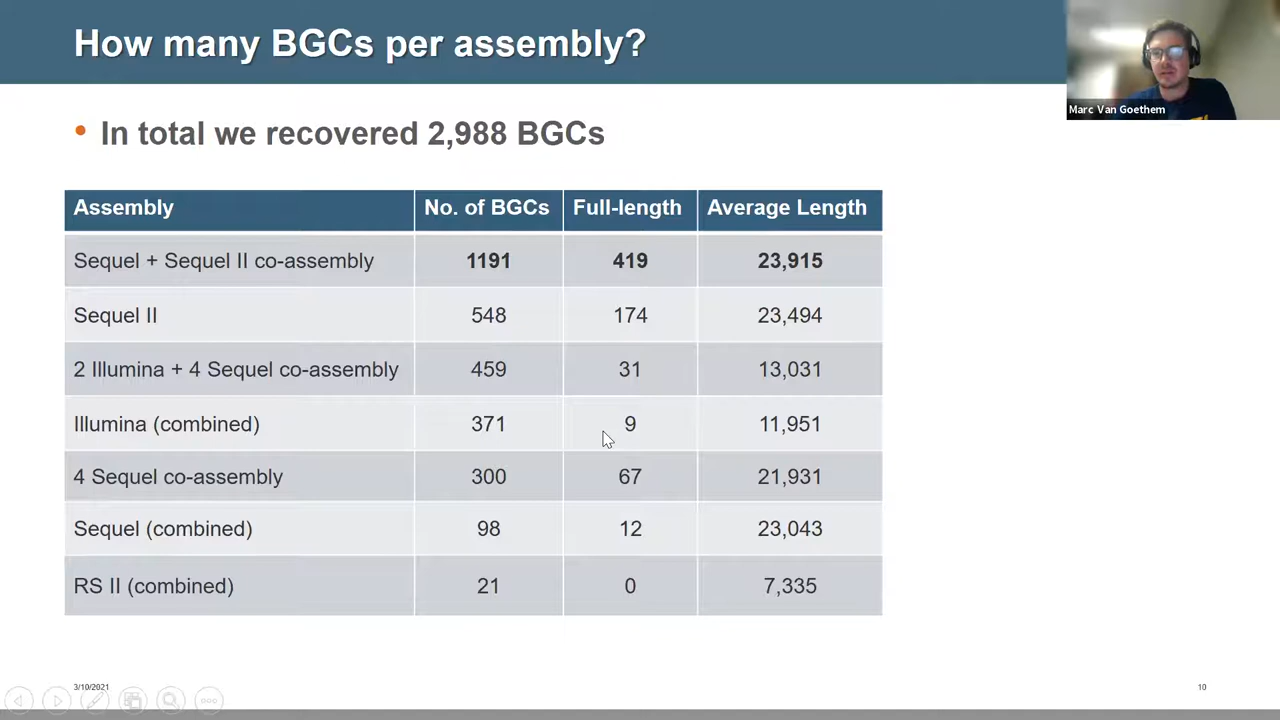 How many BGCs per assembly?
Marc Van Goethem
• In total we recovered 2,988 BGCs
Assembly No. of BGCs Full-length Average Length
Sequel + Sequel II co-assembly 1191 419 23,915
Sequel II 548 174 23,494
2 Illumina + 4 Sequel co-assembly 459 31 13,031
Illumina (combined) 371 9 11,951
4 Sequel co-assembly 300 67 21,931
Sequel (combined) 98 12 23,043
RS II (combined) 21 0 7,335
3/10/2021 10